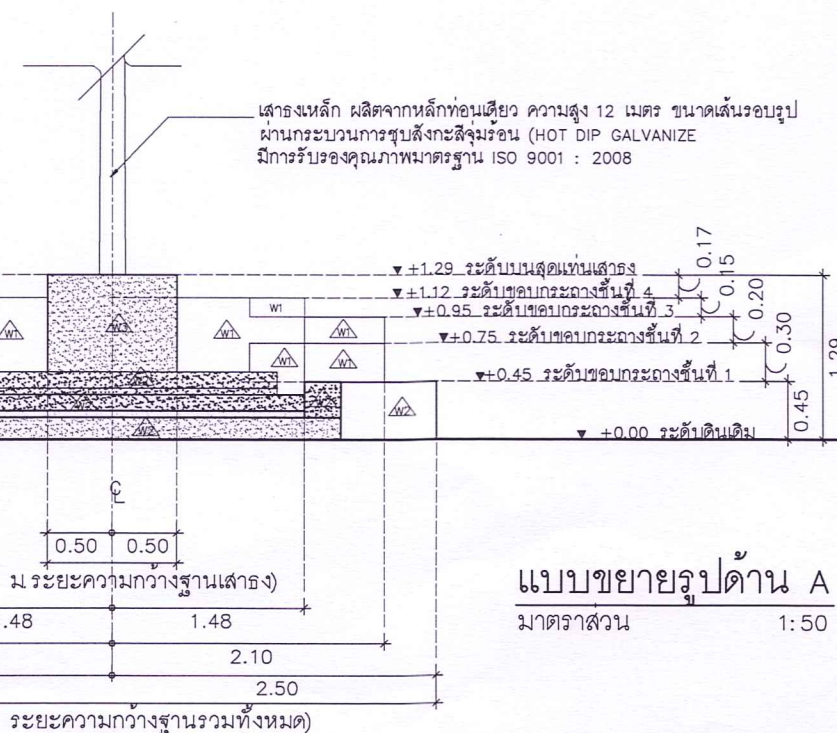 เสาธงเหล็ก ผลิตจากหลักท่อนเดียว ความสูง 12 เมตร ขนาดเส้นรอบรูป
ผ่านกระบวนการชุบสังกะสีจุ่มร้อน (HOT DIP GALVANIZE
มีการรับรองคุณภาพมาตรฐาน ISO 9001 : 2008
+1.29 ระดับบนสุดแท่นเสาธง
+1.12 ระดับขอบกระถางชั้นที่ 4
+0.95 ระดับขอบกระถางชั้นที่ 3
+0.75 ระดับขอบกระถางชั้นที่ 2
+0.45 ระดับขอบกระถางชั้นที่ 1
+0.00 ระดับดินเดิม
0.17
0.15
0.20
0.30
0.45
1.29
W1
W3
W1
W1
W1
W1
W1
W2
W2
0.50 0.50
ม.ระยะความกว้างฐานเสาธง)
.48 1.48
2.10
2.50
ระยะความกว้างฐานรวมทั้งหมด)
แบบขยายรูปด้าน A
มาตราส่วน 1:50